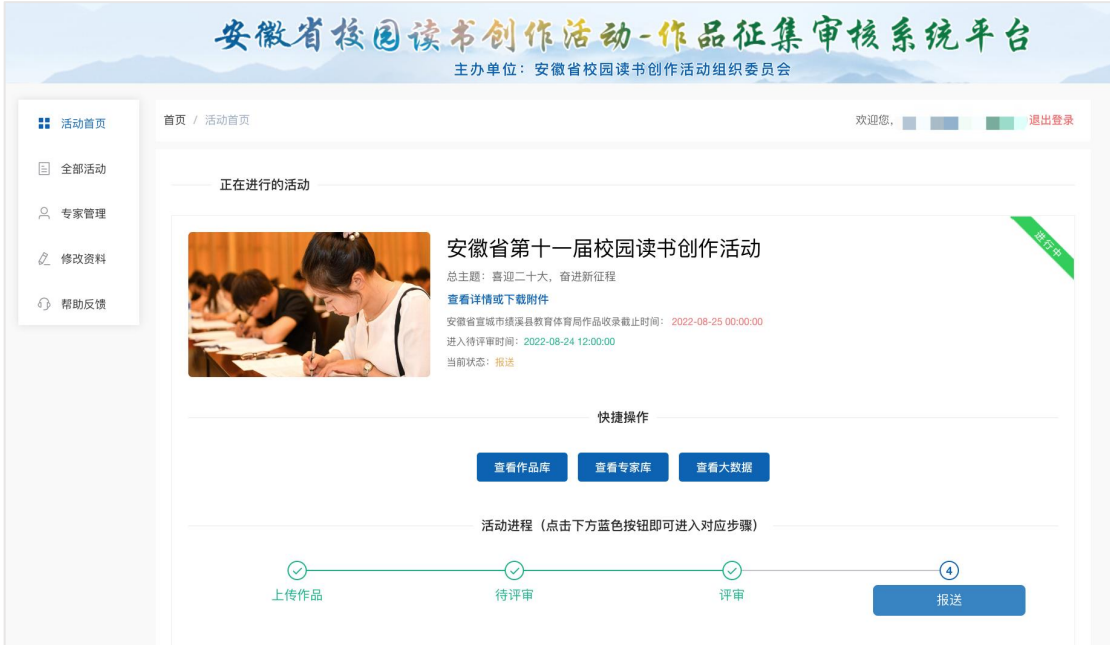 安徽省校园读书创作活动-作品征集审核系统平台
主办单位：安徽省校园读书创作活动组织委员会
活动首页
全部活动
专家管理
修改资料
帮助反馈
首页 / 活动首页
欢迎您,
退出登录
正在进行的活动
进行中
安徽省第十一届校园读书创作活动
总主题：喜迎二十大，奋进新征程
查看详情或下载附件
安徽省宣城市绩溪县教育体育局作品收录截止时间： 2022-08-25 00:00:00
进入待评审时间：2022-08-24 12:00:00
当前状态：报送
快捷操作
查看作品库 查看专家库 查看大数据
活动进程（点击下方蓝色按钮即可进入对应步骤）
4
上传作品 待评审 评审 报送